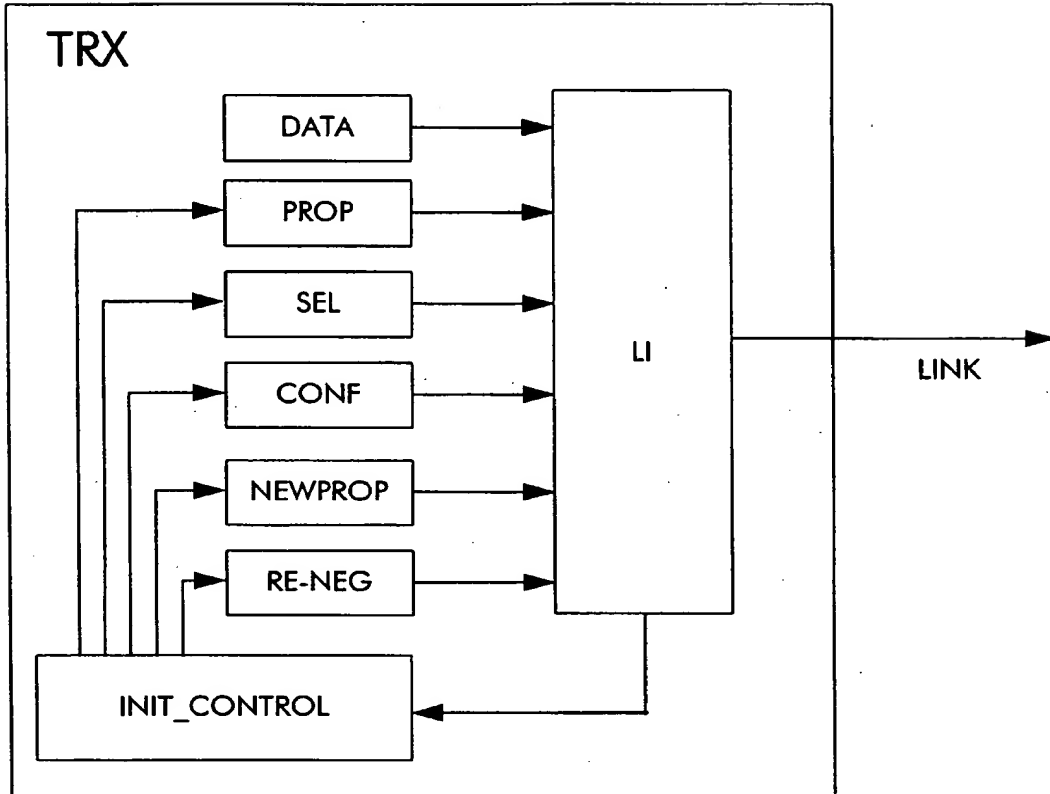 TRX
DATA
PROP
SEL
CONF
NEWPROP
RE-NEG
INIT_CONTROL
LI
LINK